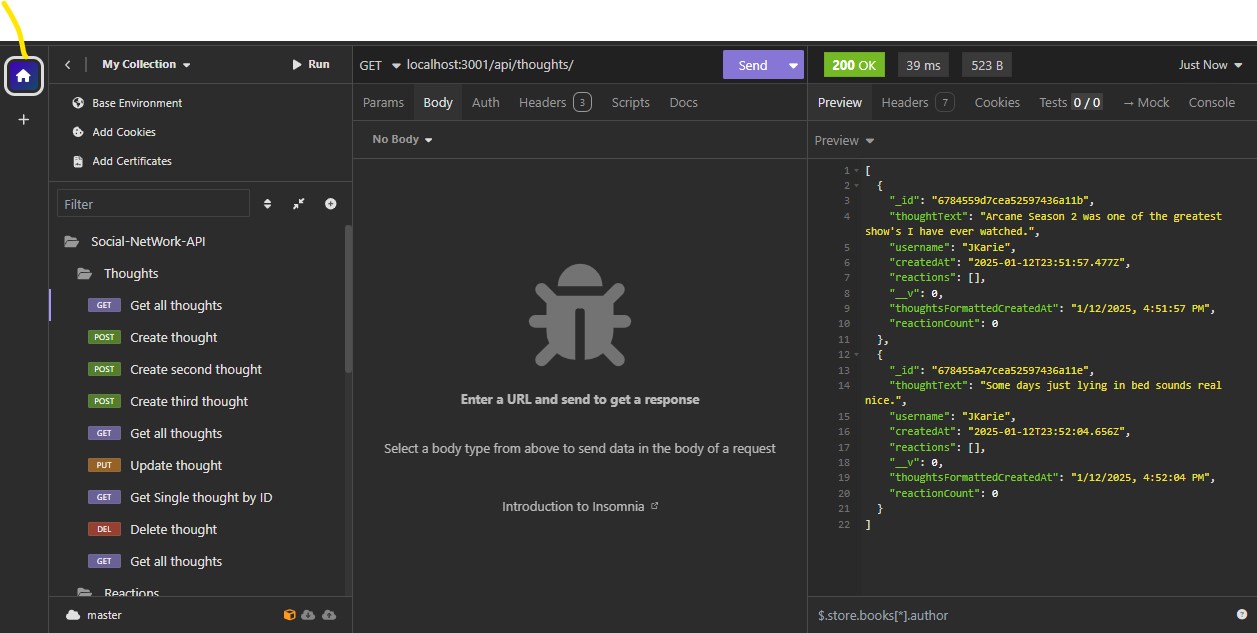 My Collection
Run
Base Environment
Add Cookies
Add Certificates
Filter
Social-NetWork-API
Thoughts
GET Get all thoughts
POST Create thought
POST Create second thought
POST Create third thought
GET Get all thoughts
PUT Update thought
GET Get Single thought by ID
DEL Delete thought
GET Get all thoughts
Reactions
master
GET localhost:3001/api/thoughts/
Send
Params Body Auth Headers 3 Scripts Docs
No Body
Enter a URL and send to get a response
Select a body type from above to send data in the body of a request
Introduction to Insomnia
200 OK 39 ms 523 B Just Now
Preview Headers 7 Cookies Tests 0 / 0 → Mock Console
Preview
1 [
2 {
3 "_id": "6784559d7cea52597436a11b",
4 "thoughtText": "Arcane Season 2 was one of the greatest
show's I have ever watched.",
5 "username": "JKarie",
6 "createdAt": "2025-01-12T23:51:57.477Z",
7 "reactions": [],
8 "__v": 0,
9 "thoughtsFormattedCreatedAt": "1/12/2025, 4:51:57 PM",
10 "reactionCount": 0
11 },
12 {
13 "_id": "678455a47cea52597436a11e",
14 "thoughtText": "Some days just lying in bed sounds real
nice.",
15 "username": "JKarie",
16 "createdAt": "2025-01-12T23:52:04.656Z",
17 "reactions": [],
18 "__v": 0,
19 "thoughtsFormattedCreatedAt": "1/12/2025, 4:52:04 PM",
20 "reactionCount": 0
21 }
22 ]
$.store.books[*].author